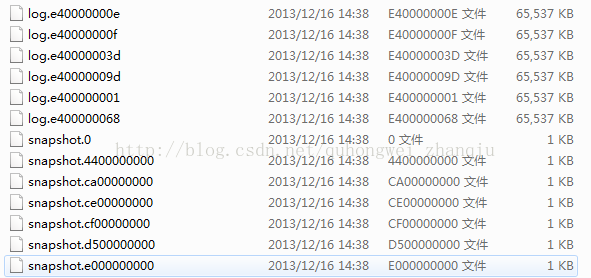 log.e40000000e 2013/12/16 14:38 E40000000E 文件 65,537 KB
log.e40000000f 2013/12/16 14:38 E40000000F 文件 65,537 KB
log.e40000003d 2013/12/16 14:38 E40000003D 文件 65,537 KB
log.e40000009d 2013/12/16 14:38 E40000009D 文件 65,537 KB
log.e400000001 2013/12/16 14:38 E400000001 文件 65,537 KB
log.e400000068 2013/12/16 14:38 E400000068 文件 65,537 KB
snapshot.0 2013/12/16 14:38 0 文件 1 KB
http://blog.csdn.net/quhongwei_zhanqiu
snapshot.4400000000 2013/12/16 14:38 4400000000 文件 1 KB
snapshot.ca00000000 2013/12/16 14:38 CA00000000 文件 1 KB
snapshot.ce00000000 2013/12/16 14:38 CE00000000 文件 1 KB
snapshot.cf00000000 2013/12/16 14:38 CF00000000 文件 1 KB
snapshot.d500000000 2013/12/16 14:38 D500000000 文件 1 KB
snapshot.e000000000 2013/12/16 14:38 E000000000 文件 1 KB